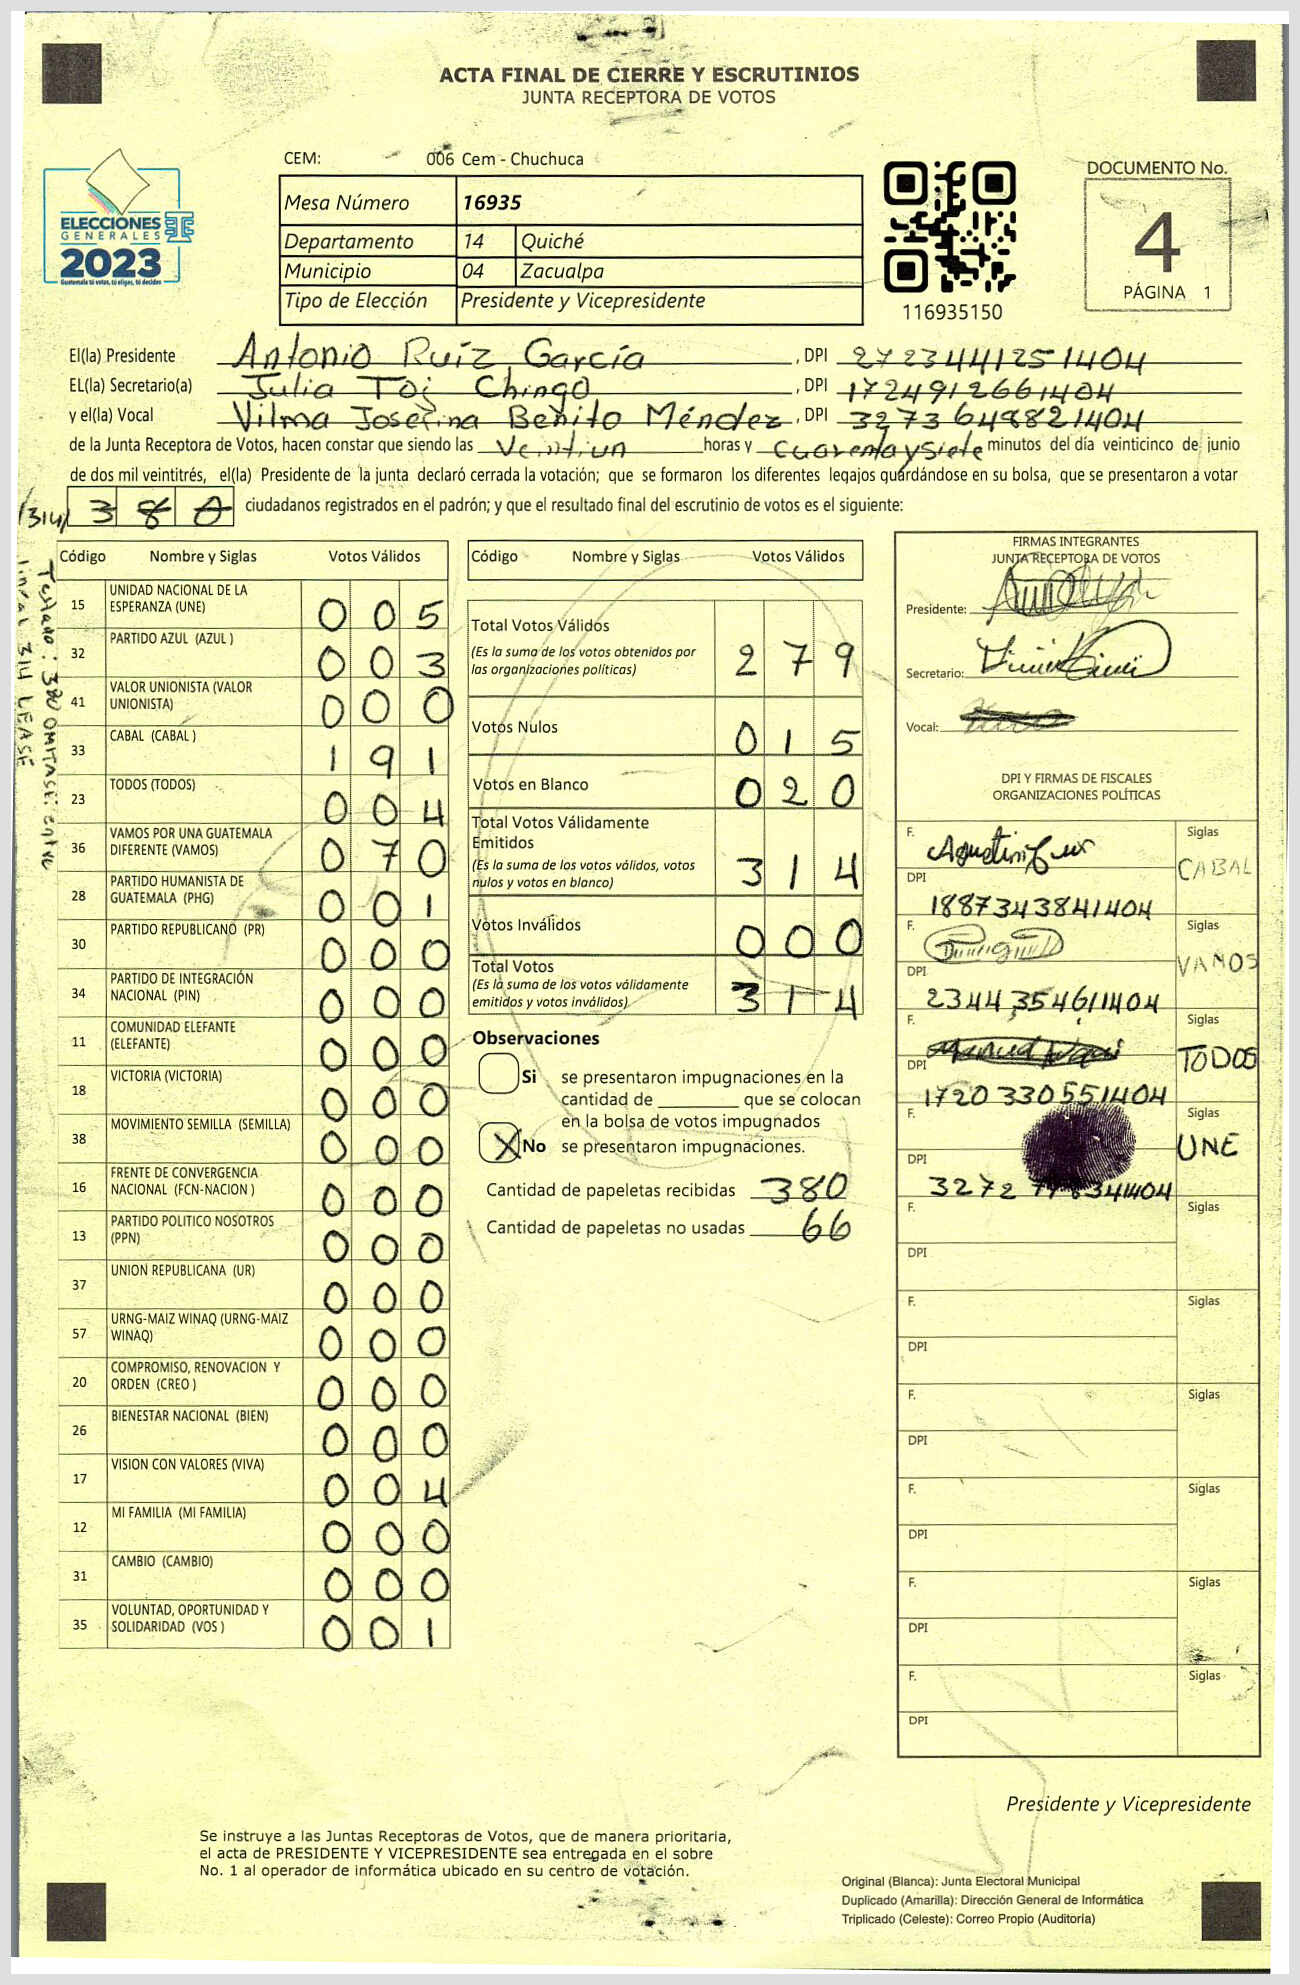 ACTA FINAL DE CIERRE Y ESCRUTINIOS
JUNTA RECEPTORA DE VOTOS
ELECCIONES
GENERALES
2023
Guatemala tú votas, tú eliges, tú decides
CEM: 006 Cem - Chuchuca
Mesa Número 16935
Departamento 14 Quiché
Municipio 04 Zacualpa
Tipo de Elección Presidente y Vicepresidente
116935150
DOCUMENTO No.
4
PÁGINA 1
El(la) Presidente Antonio Ruíz García , DPI 2723441251404
EL(la) Secretario(a) Julia Toj Chingo , DPI 1724912661404
y el(la) Vocal Vilma Josefina Benito Méndez , DPI 3273649821404
de la Junta Receptora de Votos, hacen constar que siendo las Veintiun horas y Cuarentaysiete minutos del día veinticinco de junio
de dos mil veintitrés, el(la) Presidente de la junta declaró cerrada la votación; que se formaron los diferentes legajos guardándose en su bolsa, que se presentaron a votar
/314/ 3 8 0 ciudadanos registrados en el padrón; y que el resultado final del escrutinio de votos es el siguiente:
Testado: 380 OMITASE: entre
linea: 314 LEASE
Código Nombre y Siglas Votos Válidos
15 UNIDAD NACIONAL DE LA
ESPERANZA (UNE) 0 0 5
32 PARTIDO AZUL (AZUL ) 0 0 3
41 VALOR UNIONISTA (VALOR
UNIONISTA) 0 0 0
33 CABAL (CABAL ) 1 9 1
23 TODOS (TODOS) 0 0 4
36 VAMOS POR UNA GUATEMALA
DIFERENTE (VAMOS) 0 7 0
28 PARTIDO HUMANISTA DE
GUATEMALA (PHG) 0 0 1
30 PARTIDO REPUBLICANO (PR) 0 0 0
34 PARTIDO DE INTEGRACIÓN
NACIONAL (PIN) 0 0 0
11 COMUNIDAD ELEFANTE
(ELEFANTE) 0 0 0
18 VICTORIA (VICTORIA) 0 0 0
38 MOVIMIENTO SEMILLA (SEMILLA) 0 0 0
16 FRENTE DE CONVERGENCIA
NACIONAL (FCN-NACION ) 0 0 0
13 PARTIDO POLITICO NOSOTROS
(PPN) 0 0 0
37 UNION REPUBLICANA (UR) 0 0 0
57 URNG-MAIZ WINAQ (URNG-MAIZ
WINAQ) 0 0 0
20 COMPROMISO, RENOVACION Y
ORDEN (CREO ) 0 0 0
26 BIENESTAR NACIONAL (BIEN) 0 0 0
17 VISION CON VALORES (VIVA) 0 0 4
12 MI FAMILIA (MI FAMILIA) 0 0 0
31 CAMBIO (CAMBIO) 0 0 0
35 VOLUNTAD, OPORTUNIDAD Y
SOLIDARIDAD (VOS ) 0 0 1
Código Nombre y Siglas Votos Válidos
Total Votos Válidos
(Es la suma de los votos obtenidos por
las organizaciones políticas) 2 7 9
Votos Nulos 0 1 5
Votos en Blanco 0 2 0
Total Votos Válidamente
Emitidos
(Es la suma de los votos válidos, votos
nulos y votos en blanco) 3 1 4
Votos Inválidos 0 0 0
Total Votos
(Es la suma de los votos válidamente
emitidos y votos inválidos) 3 1 4
Observaciones
Si se presentaron impugnaciones en la
cantidad de ________ que se colocan
en la bolsa de votos impugnados
X No se presentaron impugnaciones.
Cantidad de papeletas recibidas 380
Cantidad de papeletas no usadas 66
FIRMAS INTEGRANTES
JUNTA RECEPTORA DE VOTOS
Presidente:
Secretario:
Vocal:
DPI Y FIRMAS DE FISCALES
ORGANIZACIONES POLÍTICAS
F. Siglas
CABAL
DPI
1887343841404
F. Siglas
VAMOS
DPI
2344354611404
F. Siglas
TODOS
DPI
1720330551404
F. Siglas
UNE
DPI
3272
F. Siglas
DPI
F. Siglas
DPI
F. Siglas
DPI
F. Siglas
DPI
F. Siglas
DPI
F. Siglas
DPI
Presidente y Vicepresidente
Se instruye a las Juntas Receptoras de Votos, que de manera prioritaria,
el acta de PRESIDENTE Y VICEPRESIDENTE sea entregada en el sobre
No. 1 al operador de informática ubicado en su centro de votación.
Original (Blanca): Junta Electoral Municipal
Duplicado (Amarilla): Dirección General de Informática
Triplicado (Celeste): Correo Propio (Auditoría)